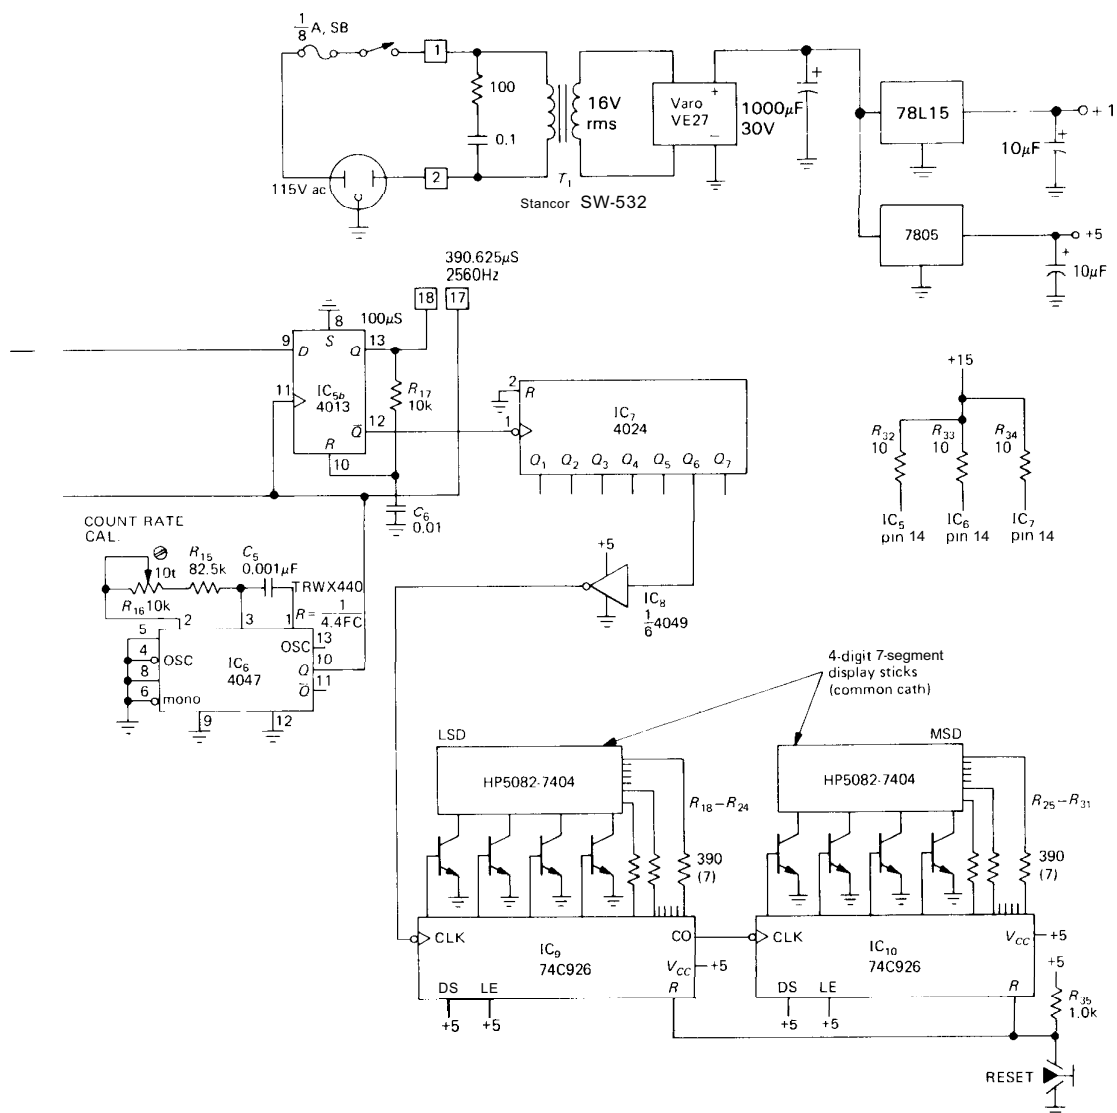 1/8 A, SB
1
100
0.1
2
115V ac
16V
rms
T1
Stancor SW-532
Varo
VE27
+
−
1000µF
30V
+
78L15
+ 1
+
10µF
7805
+5
+
10µF
390.625µS
2560Hz
18 17
8 100µS
9 D S Q 13
11 IC5b
4013
R17
10k
Q̅ 12
R
10
C6
0.01
2 R
IC7
4024
1
Q1 Q2 Q3 Q4 Q5 Q6 Q7
+15
R32
10
R33
10
R34
10
IC5
pin 14
IC6
pin 14
IC7
pin 14
COUNT RATE
CAL.
10t
R15
82.5k
C5
0.001µF
TRWX440
R16 10k
R = 1/4.4FC
2 3 1
5
4 OSC
8
6 mono
IC6
4047
OSC 13
Q 10
Q̅ 11
9 12
+5
IC8
1/6 4049
4-digit 7-segment
display sticks
(common cath)
LSD
HP5082-7404
R18–R24
390
(7)
MSD
HP5082-7404
R25–R31
390
(7)
CLK
IC9
74C926
CO
VCC +5
DS LE R
+5 +5
CLK
IC10
74C926
VCC +5
DS LE R
+5 +5
+5
R35
1.0k
RESET